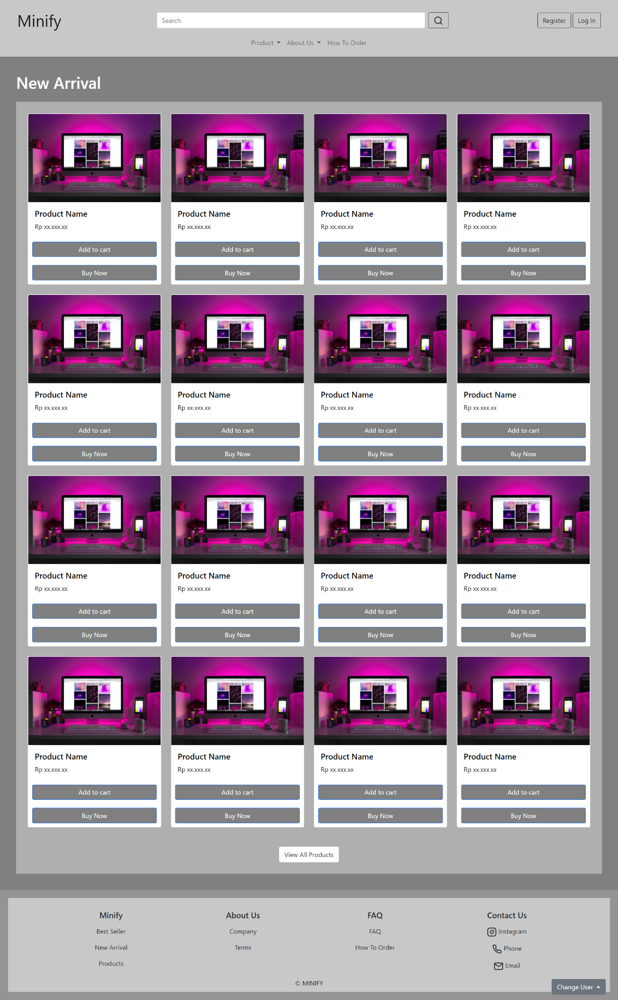 Minify
Search
Register
Log In
Product
About Us
How To Order
New Arrival
Product Name Product Name Product Name Product Name
Rp xx.xxx.xx Rp xx.xxx.xx Rp xx.xxx.xx Rp xx.xxx.xx
Add to cart Add to cart Add to cart Add to cart
Buy Now Buy Now Buy Now Buy Now
Product Name Product Name Product Name Product Name
Rp xx.xxx.xx Rp xx.xxx.xx Rp xx.xxx.xx Rp xx.xxx.xx
Add to cart Add to cart Add to cart Add to cart
Buy Now Buy Now Buy Now Buy Now
Product Name Product Name Product Name Product Name
Rp xx.xxx.xx Rp xx.xxx.xx Rp xx.xxx.xx Rp xx.xxx.xx
Add to cart Add to cart Add to cart Add to cart
Buy Now Buy Now Buy Now Buy Now
Product Name Product Name Product Name Product Name
Rp xx.xxx.xx Rp xx.xxx.xx Rp xx.xxx.xx Rp xx.xxx.xx
Add to cart Add to cart Add to cart Add to cart
Buy Now Buy Now Buy Now Buy Now
View All Products
Minify
Best Seller
New Arrival
Products
About Us
Company
Terms
FAQ
FAQ
How To Order
Contact Us
Instagram
Phone
Email
© MINIFY
Change User